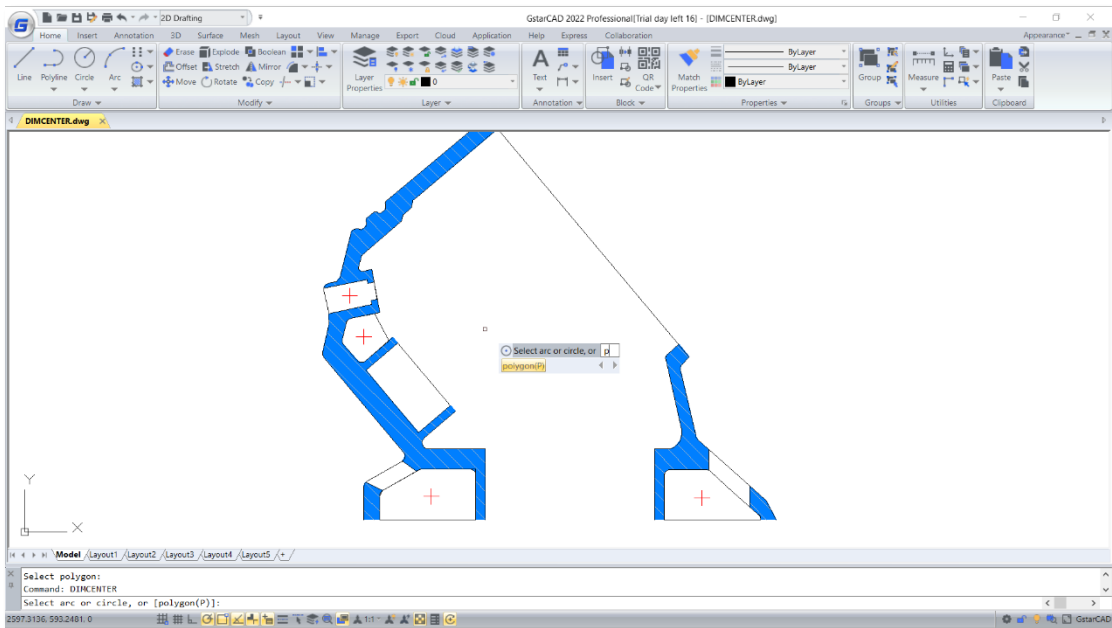 2D Drafting
GstarCAD 2022 Professional[Trial day left 16] - [DIMCENTER.dwg]
Home Insert Annotation 3D Surface Mesh Layout View Manage Export Cloud Application Help Express Collaboration Appearance
Line Polyline Circle Arc
Erase Explode Boolean
Offset Stretch Mirror
Move Rotate Copy
Layer Properties
0
Text
Insert QR Code
Match Properties
ByLayer
ByLayer
ByLayer
Group
Measure
Paste
Draw Modify Layer Annotation Block Properties Groups Utilities Clipboard
DIMCENTER.dwg
Select arc or circle, or p
polygon(P)
Y
X
Model Layout1 Layout2 Layout3 Layout4 Layout5 +
Select polygon:
Command: DIMCENTER
Select arc or circle, or [polygon(P)]:
2597.3136, 593.2481, 0
1:1
GstarCAD